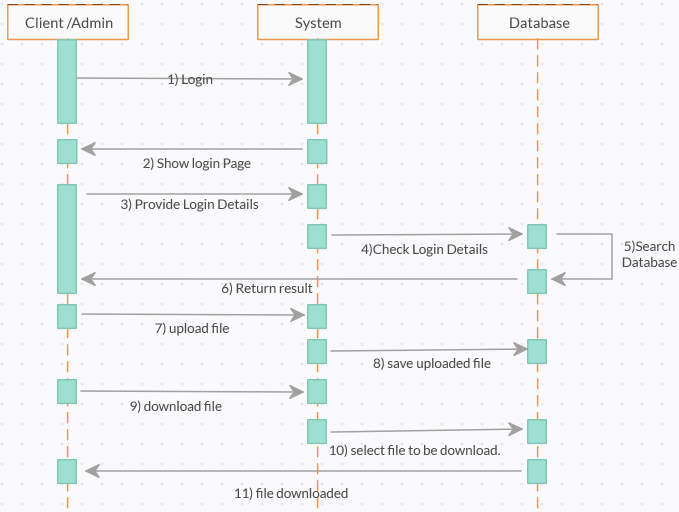 Client /Admin
System
Database
1) Login
2) Show login Page
3) Provide Login Details
4)Check Login Details
5)Search
Database
6) Return result
7) upload file
8) save uploaded file
9) download file
10) select file to be download.
11) file downloaded